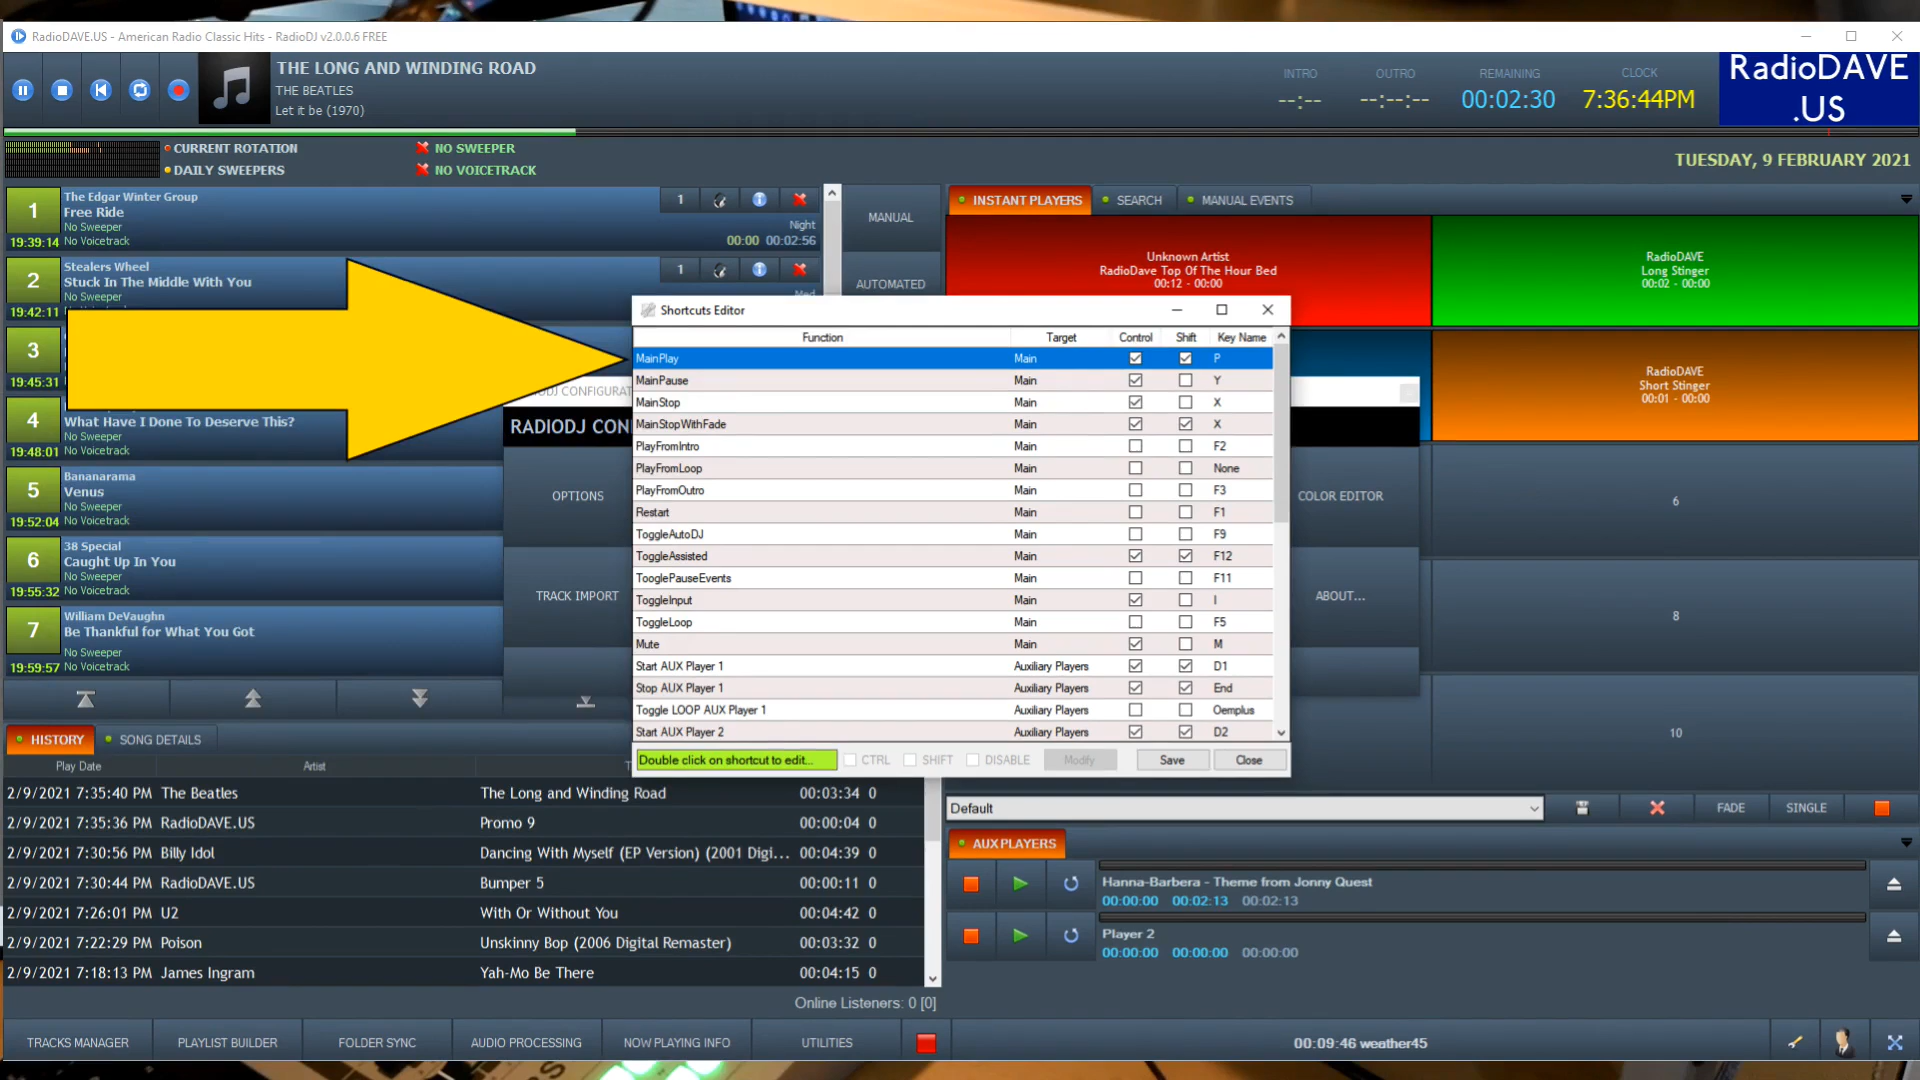 RadioDAVE.US - American Radio Classic Hits - RadioDJ v2.0.0.6 FREE
THE LONG AND WINDING ROAD
THE BEATLES
Let it be (1970)
INTRO
--:--
OUTRO
--:--:--
REMAINING
00:02:30
CLOCK
7:36:44PM
RadioDAVE
.US
CURRENT ROTATION
DAILY SWEEPERS
NO SWEEPER
NO VOICETRACK
TUESDAY, 9 FEBRUARY 2021
1
19:39:14
The Edgar Winter Group
Free Ride
No Sweeper
No Voicetrack
1
Night
00:00 00:02:56
2
19:42:11
Stealers Wheel
Stuck In The Middle With You
No Sweeper
1
3
19:45:31
4
19:48:01
What Have I Done To Deserve This?
No Sweeper
No Voicetrack
5
19:52:04
Bananarama
Venus
No Sweeper
No Voicetrack
6
19:55:32
38 Special
Caught Up In You
No Sweeper
No Voicetrack
7
19:59:57
William DeVaughn
Be Thankful for What You Got
No Sweeper
No Voicetrack
MANUAL
AUTOMATED
INSTANT PLAYERS
SEARCH
MANUAL EVENTS
Unknown Artist
RadioDave Top Of The Hour Bed
00:12 - 00:00
RadioDAVE
Long Stinger
00:02 - 00:00
RadioDAVE
Short Stinger
00:01 - 00:00
6
8
10
RADIODJ CON
OPTIONS
TRACK IMPORT
COLOR EDITOR
ABOUT...
Shortcuts Editor
Function Target Control Shift Key Name
MainPlay Main P
MainPause Main Y
MainStop Main X
MainStopWithFade Main X
PlayFromIntro Main F2
PlayFromLoop Main None
PlayFromOutro Main F3
Restart Main F1
ToggleAutoDJ Main F9
ToggleAssisted Main F12
TooglePauseEvents Main F11
ToggleInput Main I
ToggleLoop Main F5
Mute Main M
Start AUX Player 1 Auxiliary Players D1
Stop AUX Player 1 Auxiliary Players End
Toggle LOOP AUX Player 1 Auxiliary Players Oemplus
Start AUX Player 2 Auxiliary Players D2
Double click on shortcut to edit... CTRL SHIFT DISABLE Modify Save Close
HISTORY
SONG DETAILS
Play Date Artist
2/9/2021 7:35:40 PM The Beatles The Long and Winding Road 00:03:34 0
2/9/2021 7:35:36 PM RadioDAVE.US Promo 9 00:00:04 0
2/9/2021 7:30:56 PM Billy Idol Dancing With Myself (EP Version) (2001 Digi... 00:04:39 0
2/9/2021 7:30:44 PM RadioDAVE.US Bumper 5 00:00:11 0
2/9/2021 7:26:01 PM U2 With Or Without You 00:04:42 0
2/9/2021 7:22:29 PM Poison Unskinny Bop (2006 Digital Remaster) 00:03:32 0
2/9/2021 7:18:13 PM James Ingram Yah-Mo Be There 00:04:15 0
Online Listeners: 0 [0]
Default
FADE
SINGLE
AUX PLAYERS
Hanna-Barbera - Theme from Jonny Quest
00:00:00 00:02:13 00:02:13
Player 2
00:00:00 00:00:00 00:00:00
TRACKS MANAGER PLAYLIST BUILDER FOLDER SYNC AUDIO PROCESSING NOW PLAYING INFO UTILITIES
00:09:46 weather45